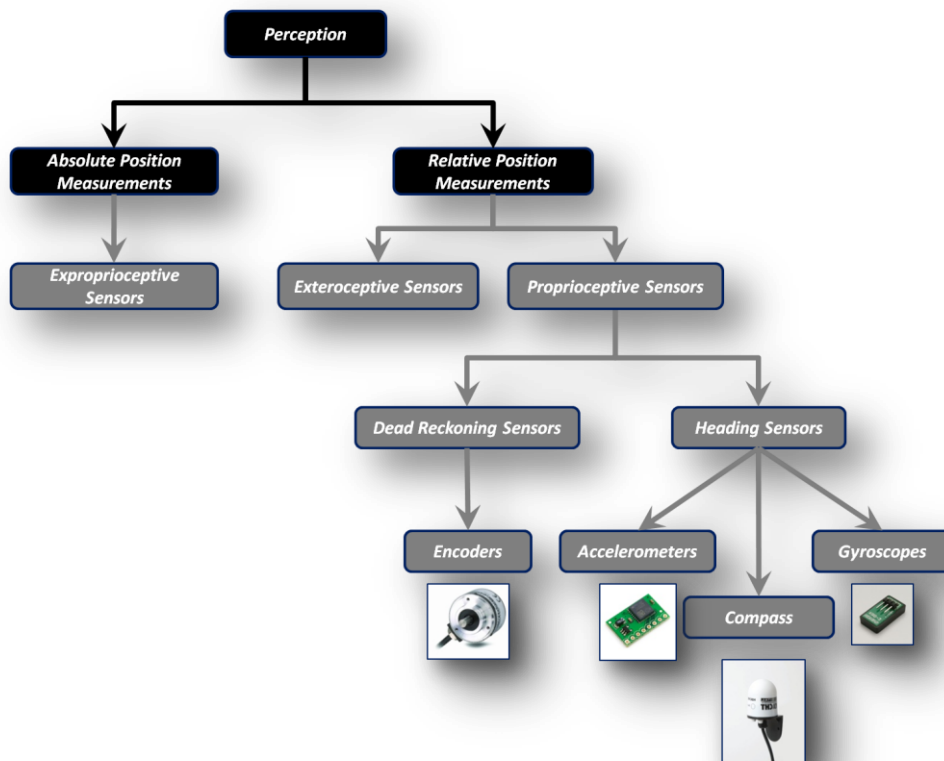 Perception
Absolute Position
Measurements
Relative Position
Measurements
Exproprioceptive
Sensors
Exteroceptive Sensors
Proprioceptive Sensors
Dead Reckoning Sensors
Heading Sensors
Encoders
Accelerometers
Gyroscopes
Compass